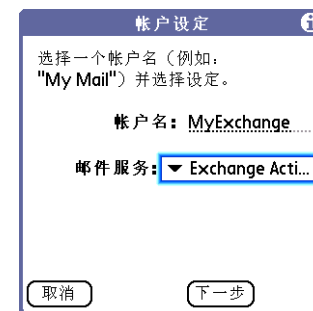 帐户设定
选择一个帐户名（例如：
"My Mail"）并选择设定。
帐户名： MyExchange
邮件服务： Exchange Acti...
取消 下一步